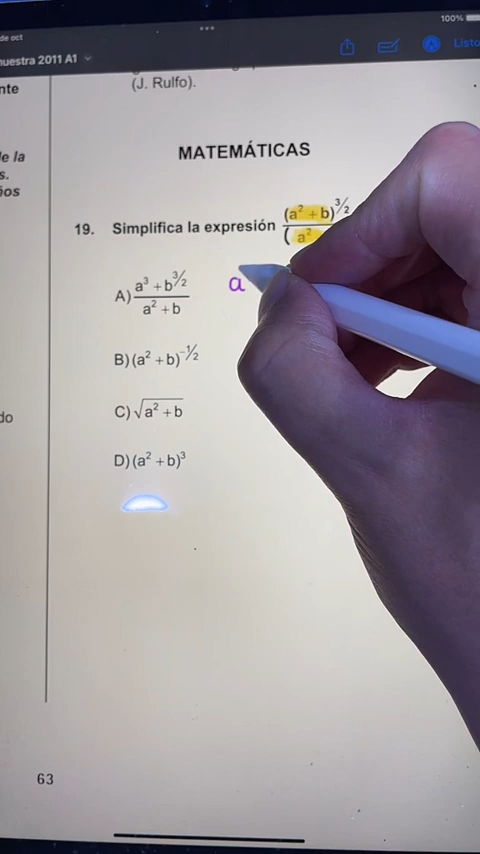 100%
de oct
Listo
uestra 2011 A1
nte
(J. Rulfo).
e la
s.
ios
MATEMÁTICAS
19. Simplifica la expresión (a² + b)^3/2
(a²
a
A) a³ + b^3/2
a² + b
B) (a² + b)^-1/2
do
C) √a² + b
D) (a² + b)³
63